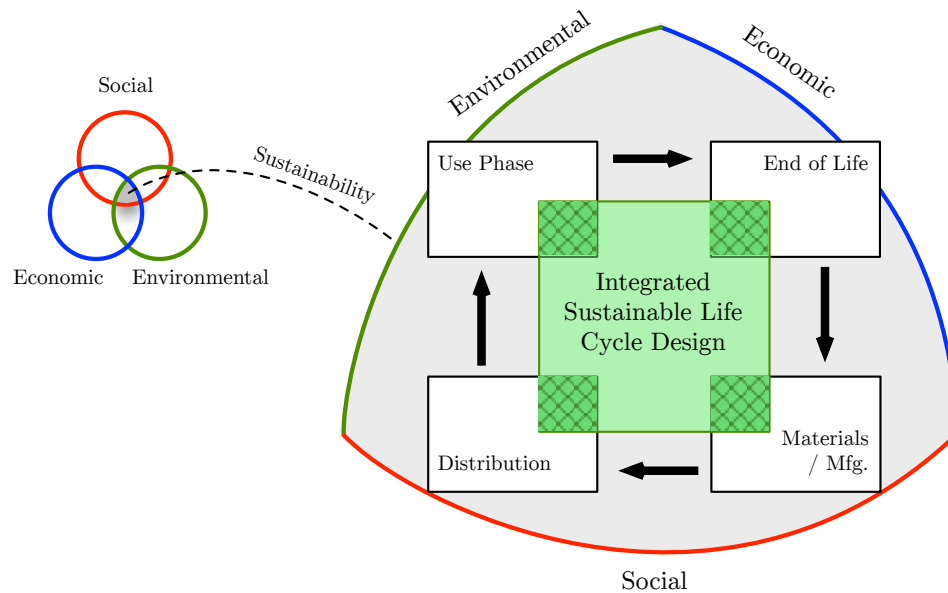 Social
Economic
Environmental
Sustainability
Environmental
Economic
Use Phase
End of Life
Integrated
Sustainable Life
Cycle Design
Distribution
Materials
/ Mfg.
Social